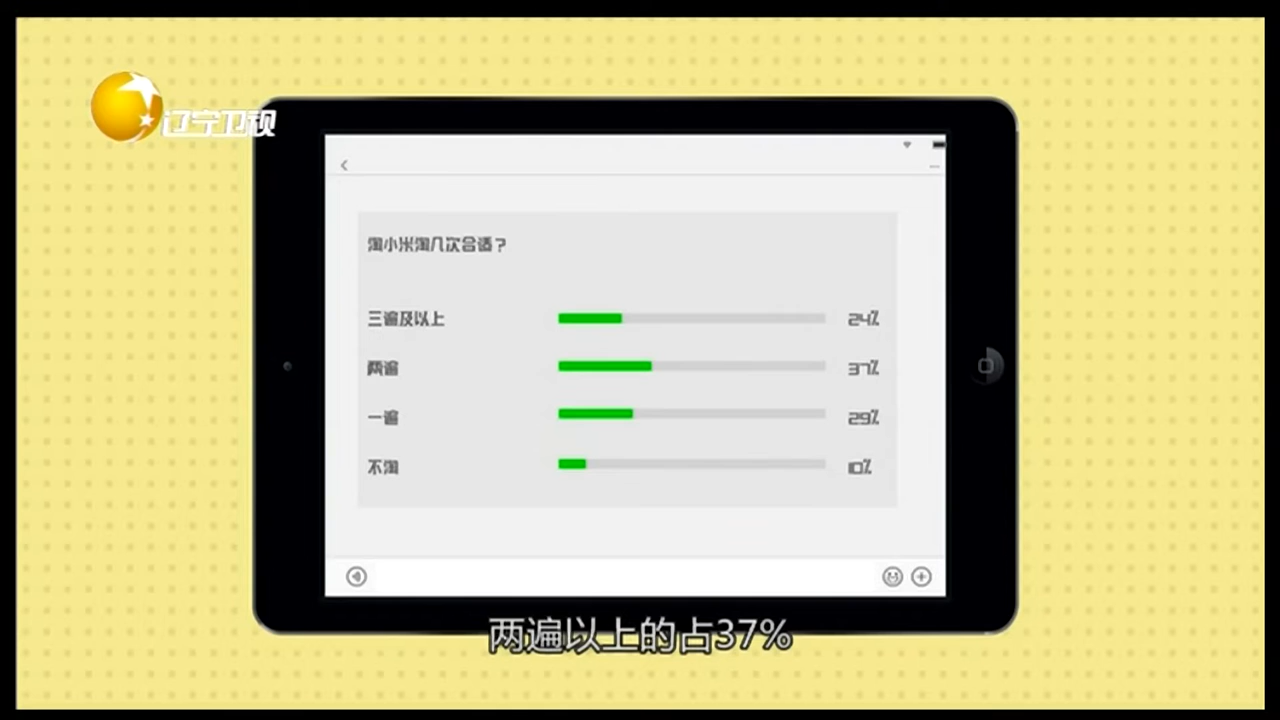 辽宁卫视
淘小米淘几次合适？
三遍及以上 24%
两遍 37%
一遍 29%
不淘 10%
两遍以上的占37%